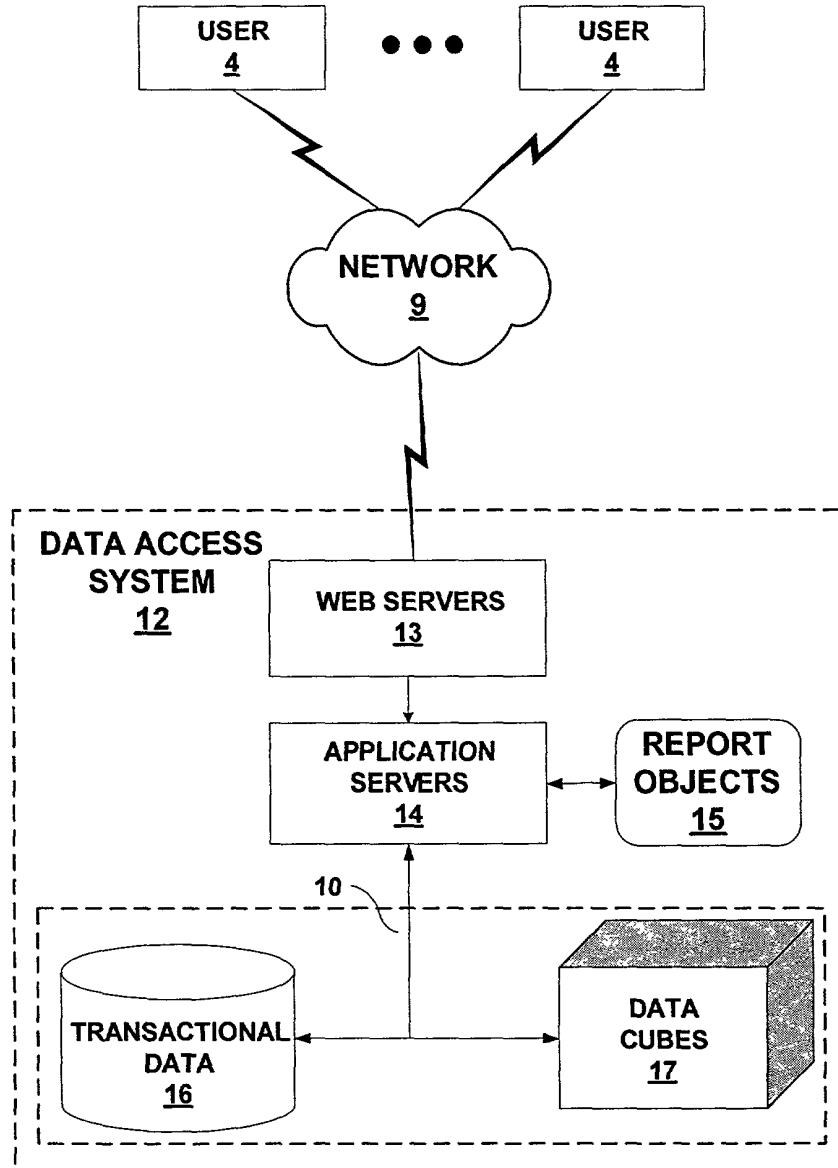 USER
4
USER
4
NETWORK
9
DATA ACCESS
SYSTEM
12
WEB SERVERS
13
APPLICATION
SERVERS
14
REPORT
OBJECTS
15
10
TRANSACTIONAL
DATA
16
DATA
CUBES
17